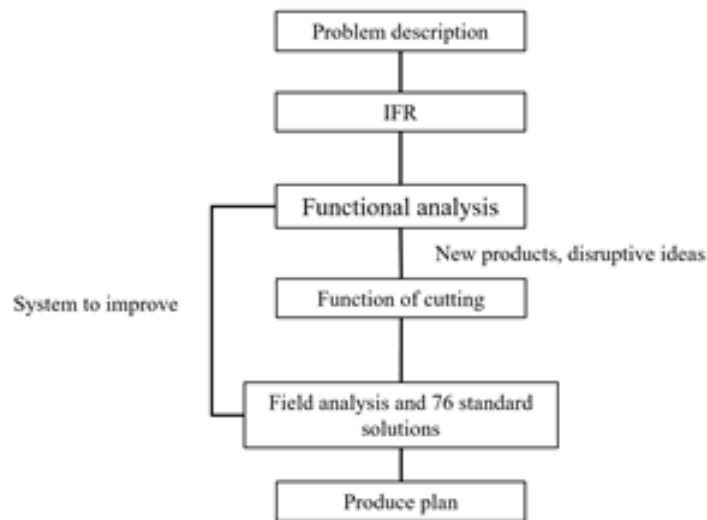 Problem description
IFR
Functional analysis
New products, disruptive ideas
Function of cutting
System to improve
Field analysis and 76 standard
solutions
Produce plan